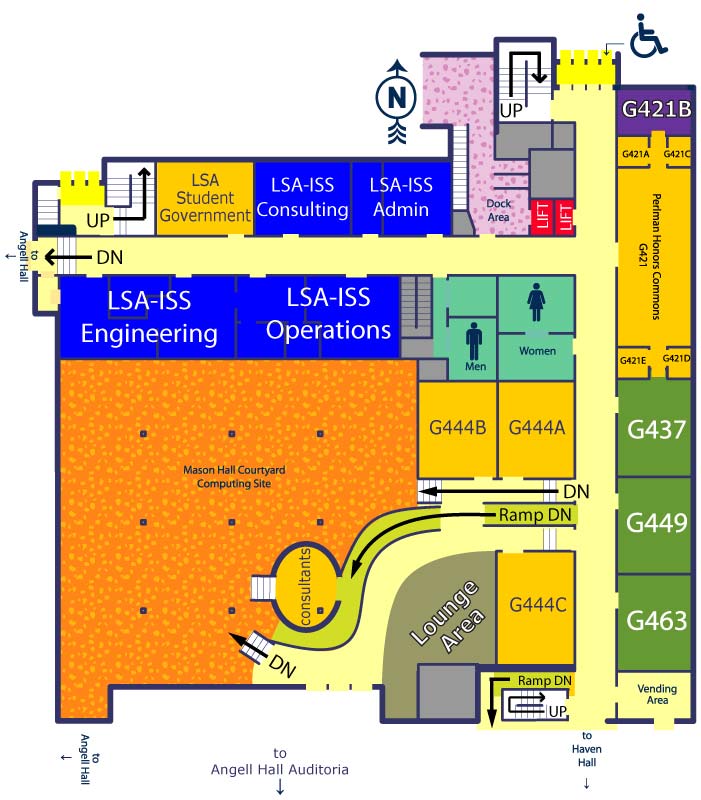 N
UP
G421B
G421A
G421C
Perlman Honors Commons
G421
G421E
G421D
LSA
Student
Government
LSA-ISS
Consulting
LSA-ISS
Admin
Dock
Area
LIFT
LIFT
UP
DN
to
Angell Hall
LSA-ISS
Engineering
LSA-ISS
Operations
Men
Women
G444B
G444A
G437
Mason Hall Courtyard
Computing Site
DN
Ramp DN
G449
consultants
Lounge
Area
G444C
G463
DN
Ramp DN
UP
Vending
Area
to
Angell Hall
to
Angell Hall Auditoria
to
Haven
Hall